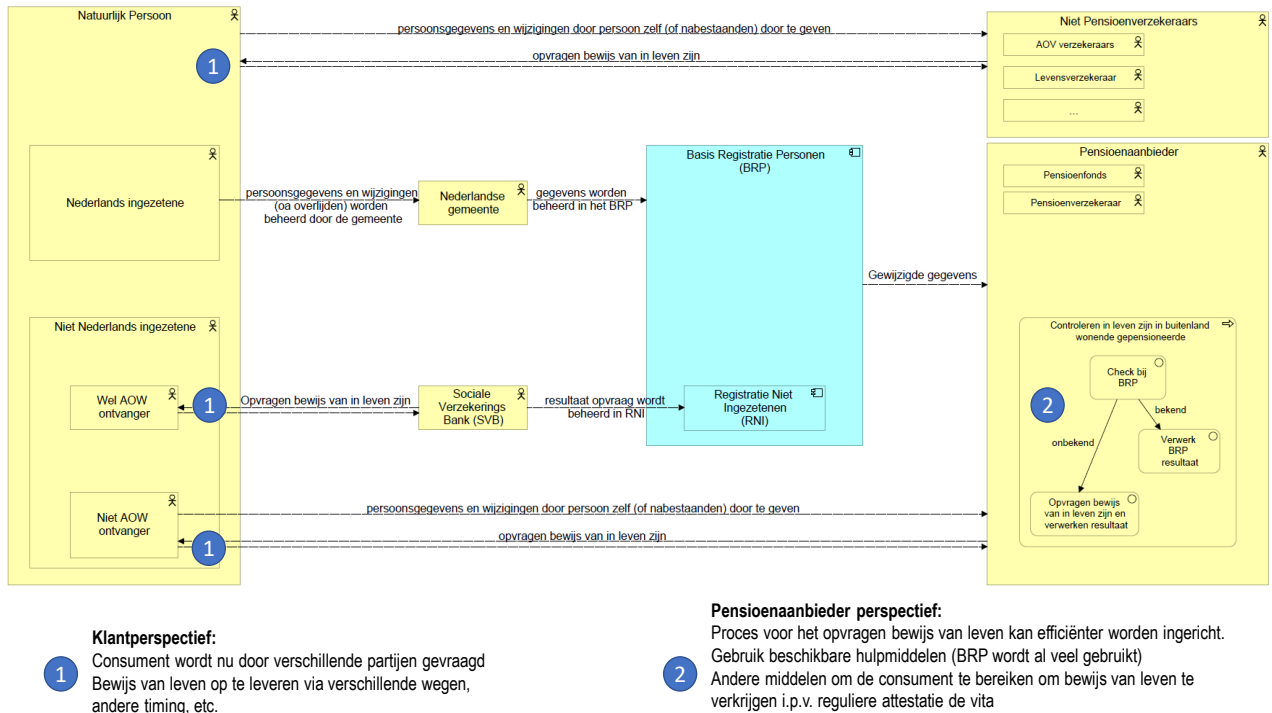 Natuurlijk Persoon
persoonsgegevens en wijzigingen door persoon zelf (of nabestaanden) door te geven
opvragen bewijs van in leven zijn
1
Niet Pensioenverzekeraars
AOV verzekeraars
Levensverzekeraar
...
Nederlands ingezetene
persoonsgegevens en wijzigingen
(oa overlijden) worden
beheerd door de gemeente
Nederlandse
gemeente
gegevens worden
beheerd in het BRP
Basis Registratie Personen
(BRP)
Gewijzigde gegevens
Pensioenaanbieder
Pensioenfonds
Pensioenverzekeraar
Niet Nederlands ingezetene
Wel AOW
ontvanger
1
Opvragen bewijs van in leven zijn
Sociale
Verzekerings
Bank (SVB)
resultaat opvraag wordt
beheerd in RNI
Registratie Niet
Ingezetenen
(RNI)
Controleren in leven zijn in buitenland
wonende gepensioneerde
Check bij
BRP
2
bekend
onbekend
Verwerk
BRP
resultaat
Opvragen bewijs
van in leven zijn en
verwerken resultaat
Niet AOW
ontvanger
persoonsgegevens en wijzigingen door persoon zelf (of nabestaanden) door te geven
1
opvragen bewijs van in leven zijn
1
Klantperspectief:
Consument wordt nu door verschillende partijen gevraagd
Bewijs van leven op te leveren via verschillende wegen,
andere timing, etc.
2
Pensioenaanbieder perspectief:
Proces voor het opvragen bewijs van leven kan efficiënter worden ingericht.
Gebruik beschikbare hulpmiddelen (BRP wordt al veel gebruikt)
Andere middelen om de consument te bereiken om bewijs van leven te
verkrijgen i.p.v. reguliere attestatie de vita